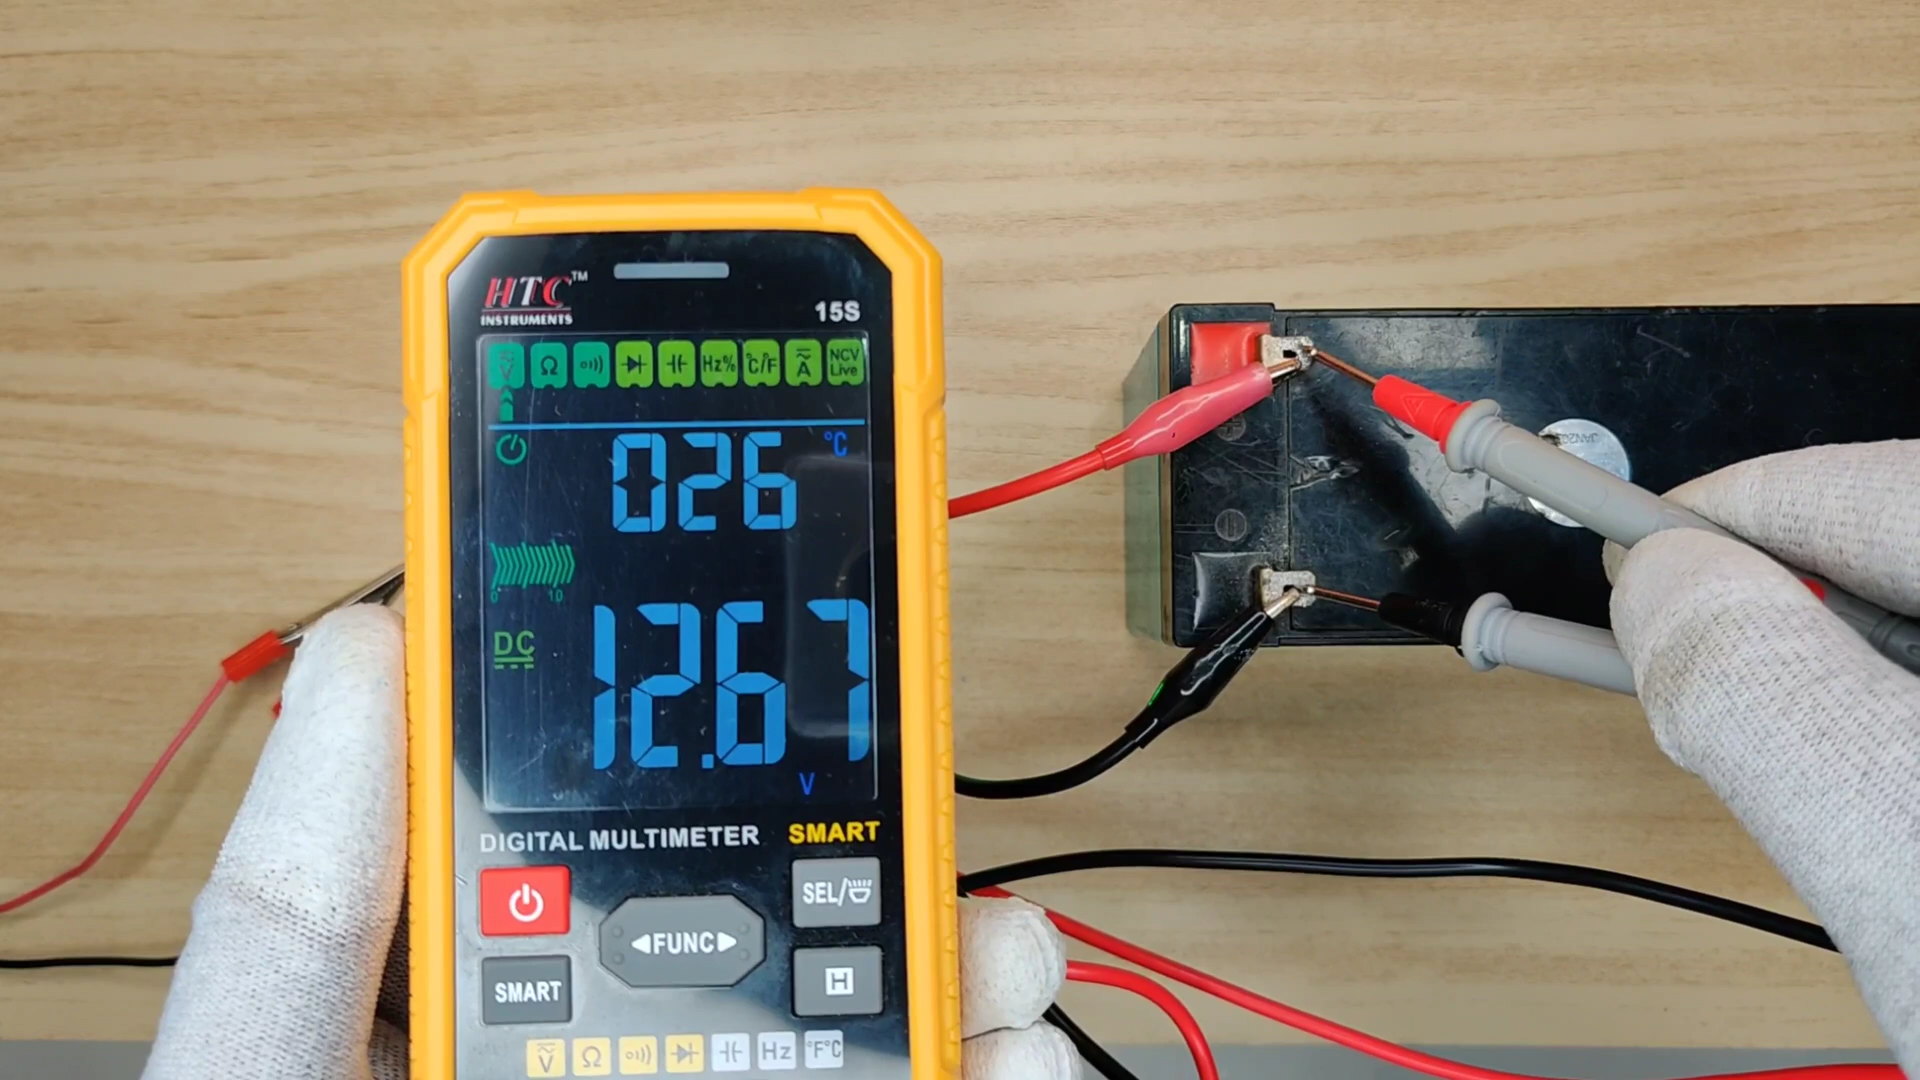 HTC™
INSTRUMENTS
15S
V Ω Hz% °C/°F A NCV Live
026 °C
0 10
DC
12.67
V
DIGITAL MULTIMETER SMART
SEL/
◀FUNC▶
SMART
H
V Ω Hz °F°C